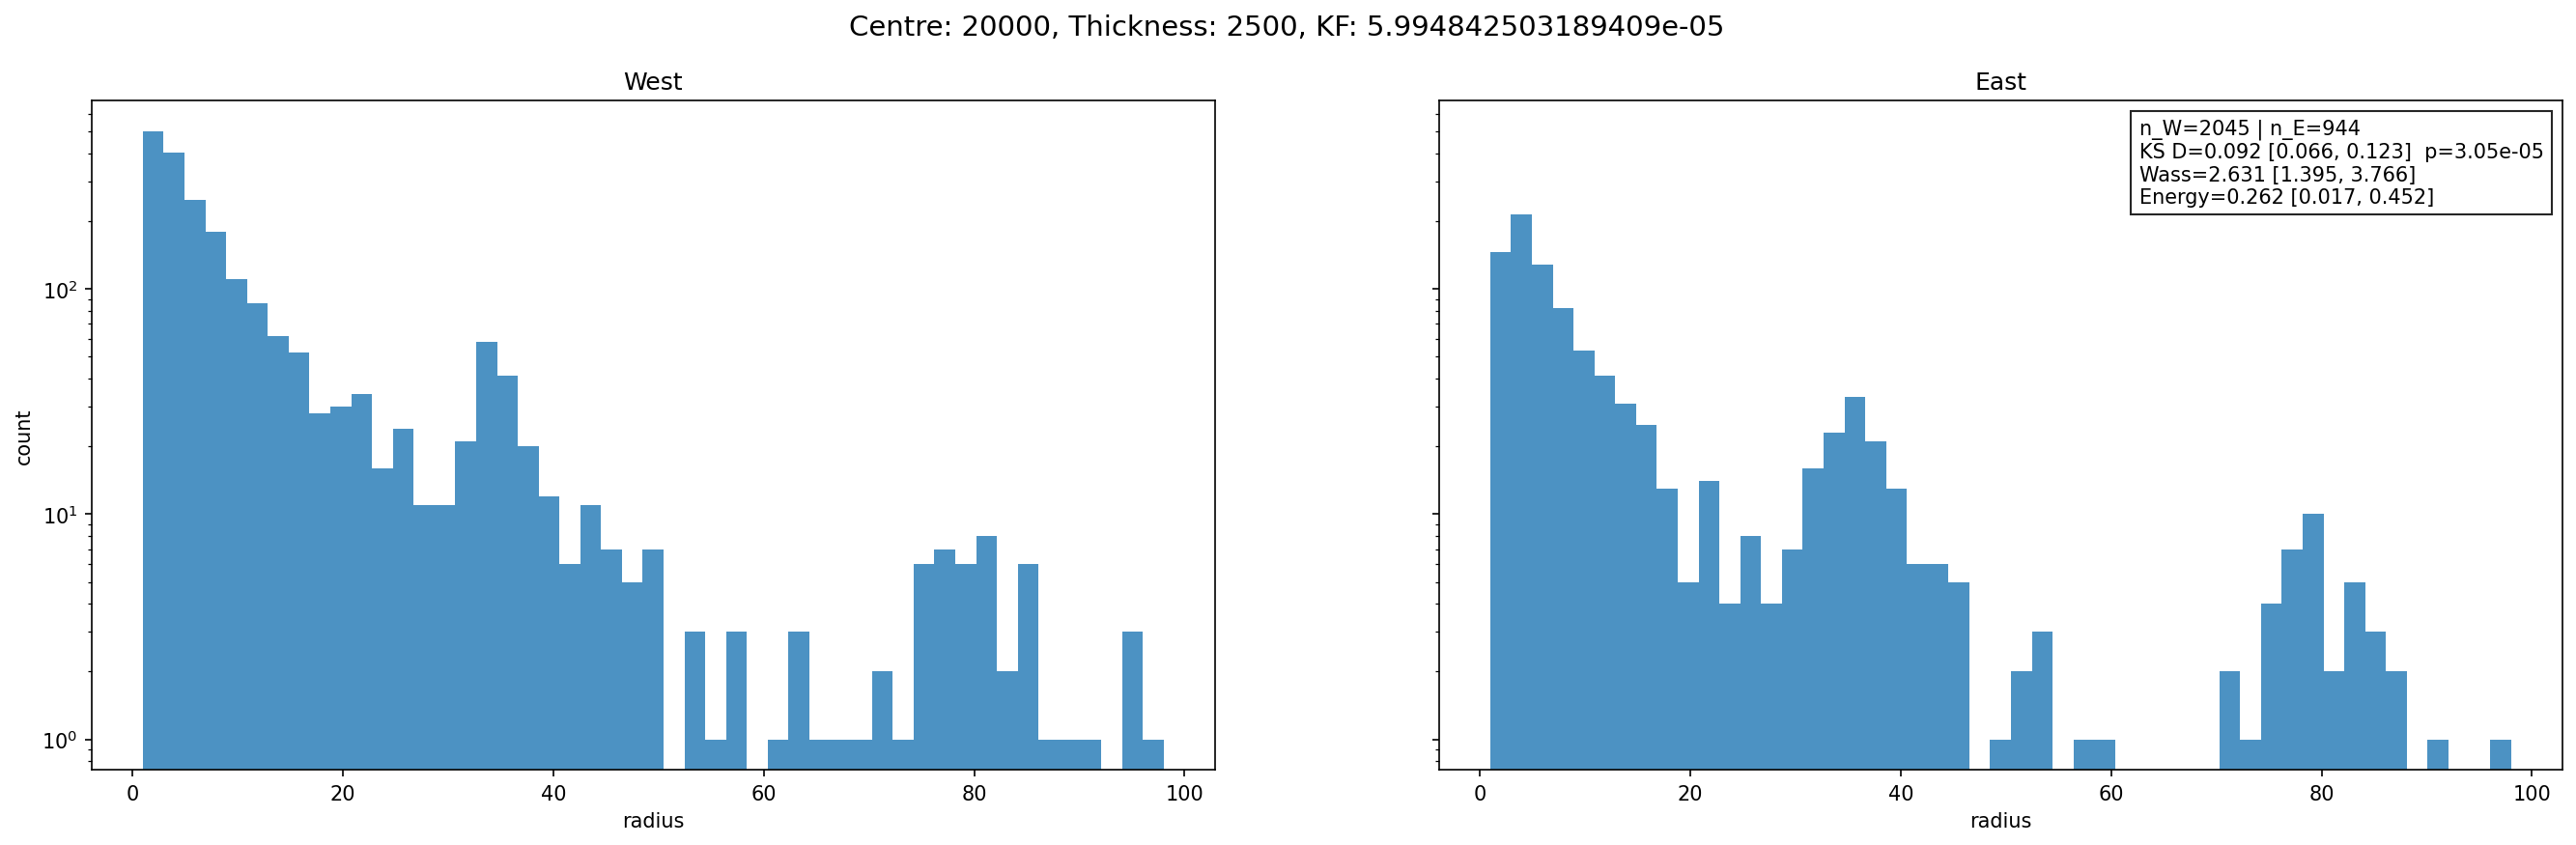 Centre: 20000, Thickness: 2500, KF: 5.994842503189409e-05
West
East
n_W=2045 | n_E=944
KS D=0.092 [0.066, 0.123]  p=3.05e-05
Wass=2.631 [1.395, 3.766]
Energy=0.262 [0.017, 0.452]
10²
10¹
10⁰
count
0 20 40 60 80 100
radius
0 20 40 60 80 100
radius